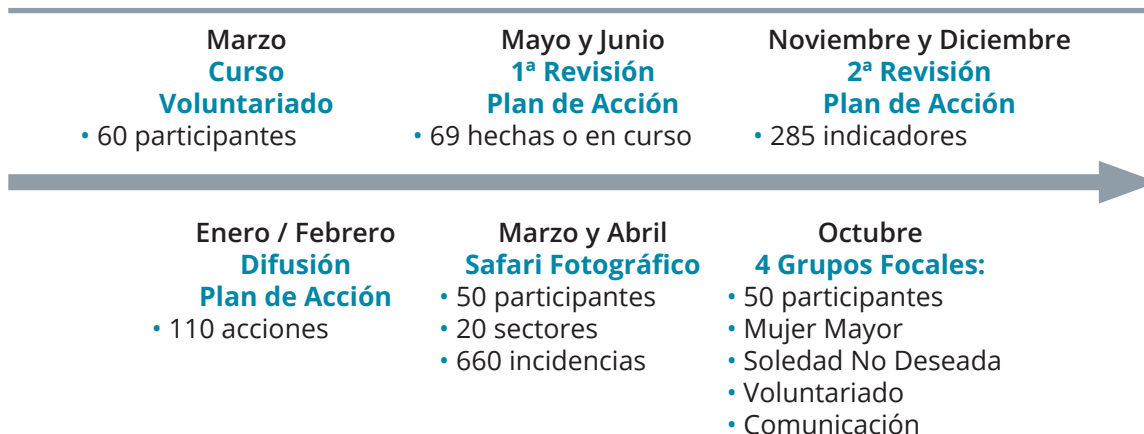 Marzo
Curso
Voluntariado
• 60 participantes
Mayo y Junio
1ª Revisión
Plan de Acción
• 69 hechas o en curso
Noviembre y Diciembre
2ª Revisión
Plan de Acción
• 285 indicadores
Enero / Febrero
Difusión
Plan de Acción
• 110 acciones
Marzo y Abril
Safari Fotográfico
• 50 participantes
• 20 sectores
• 660 incidencias
Octubre
4 Grupos Focales:
• 50 participantes
• Mujer Mayor
• Soledad No Deseada
• Voluntariado
• Comunicación